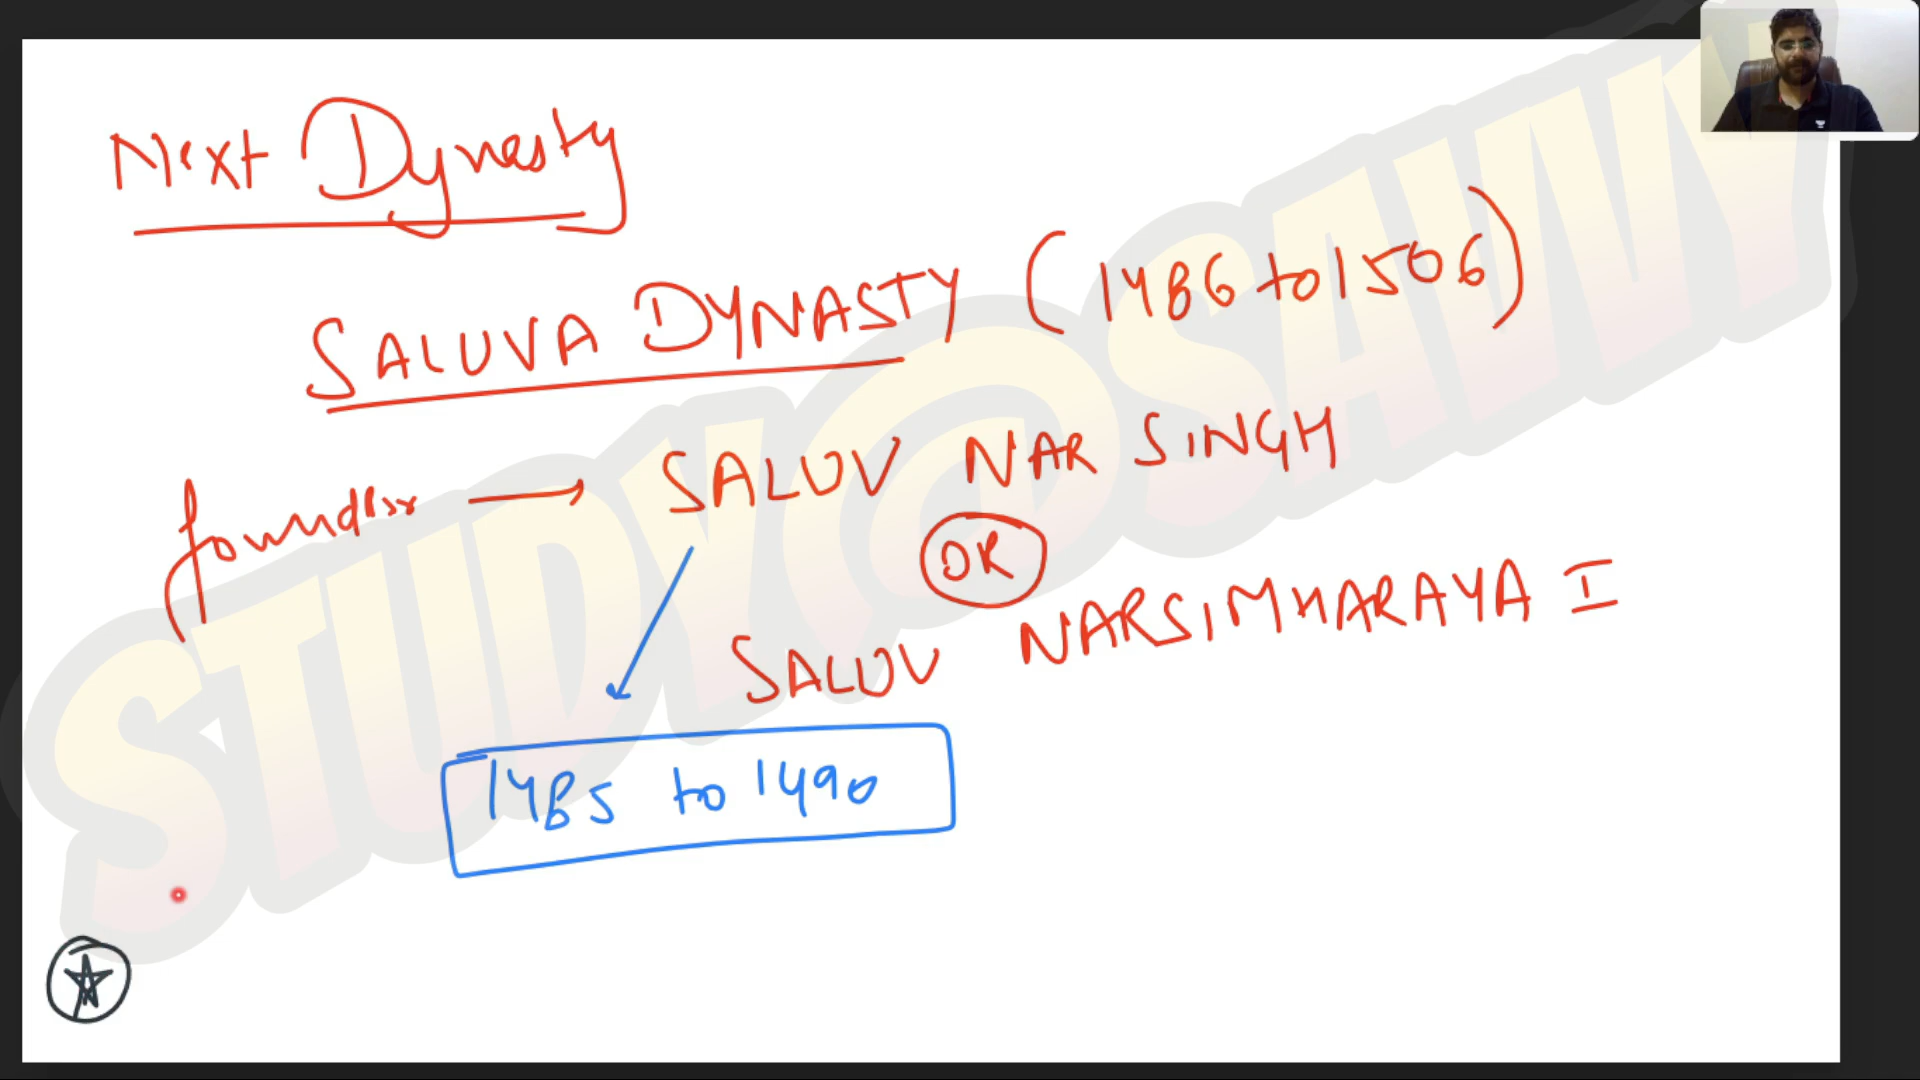 Next Dynasty
SALUVA DYNASTY (1486 to 1506)
founder → SALUV NAR SINGH
OR
SALUV NARSIMHARAYA I
1485 to 1490
STUDY@SAVVY